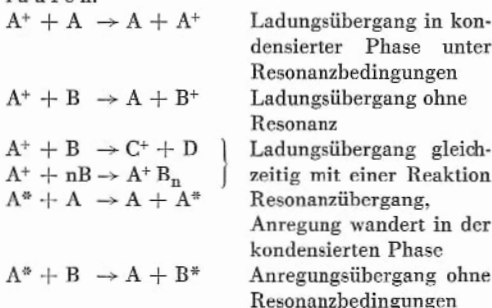 A⁺ + A → A + A⁺ Ladungsübergang in kon-
densierter Phase unter
Resonanzbedingungen
A⁺ + B → A + B⁺ Ladungsübergang ohne
Resonanz
A⁺ + B → C⁺ + D } Ladungsübergang gleich-
A⁺ + nB → A⁺ Bₙ } zeitig mit einer Reaktion
A* + A → A + A* Resonanzübergang,
Anregung wandert in der
kondensierten Phase
A* + B → A + B* Anregungsübergang ohne
Resonanzbedingungen